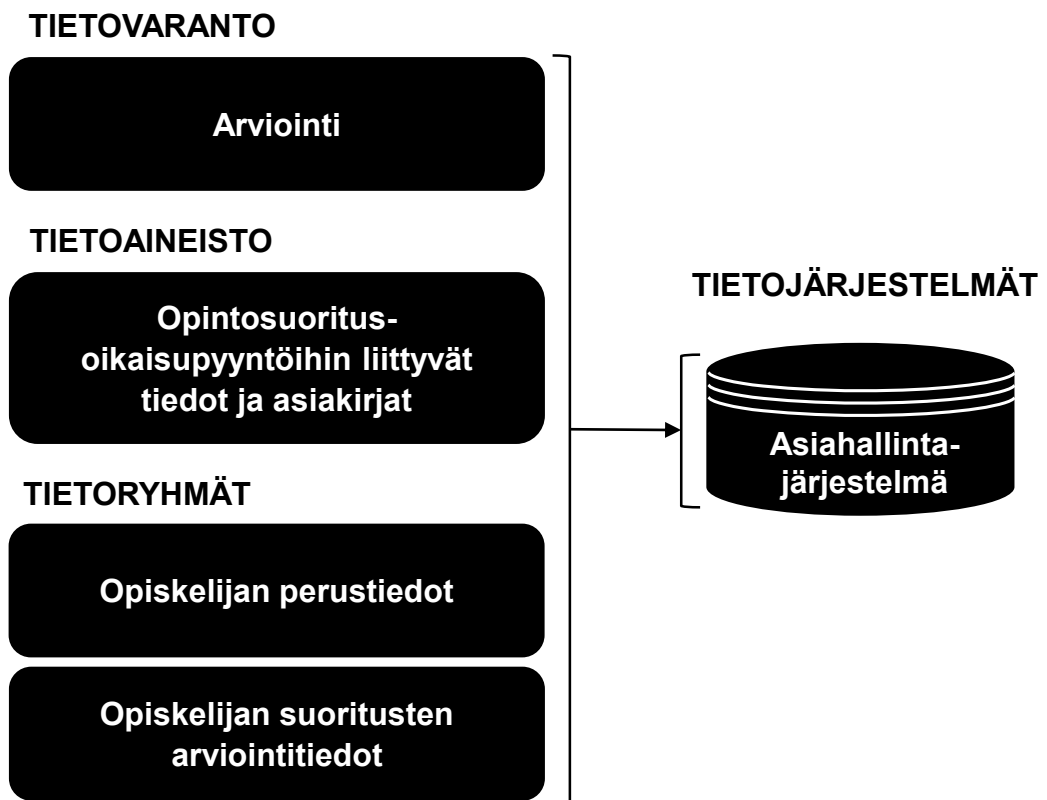 TIETOVARANTO
Arviointi
TIETOAINEISTO
Opintosuoritus-
oikaisupyyntöihin liittyvät
tiedot ja asiakirjat
TIETORYHMÄT
Opiskelijan perustiedot
Opiskelijan suoritusten
arviointitiedot
TIETOJÄRJESTELMÄT
Asiahallinta-
järjestelmä